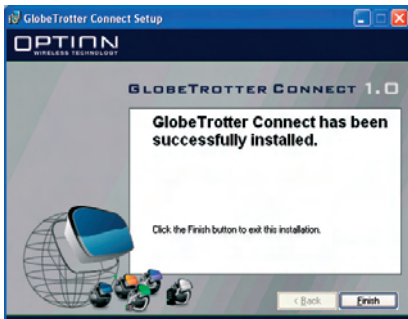 GlobeTrotter Connect Setup
OPTION
WIRELESS TECHNOLOGY
GLOBETROTTER CONNECT 1.0
GlobeTrotter Connect has been
successfully installed.
Click the Finish button to exit this installation.
< Back
Finish